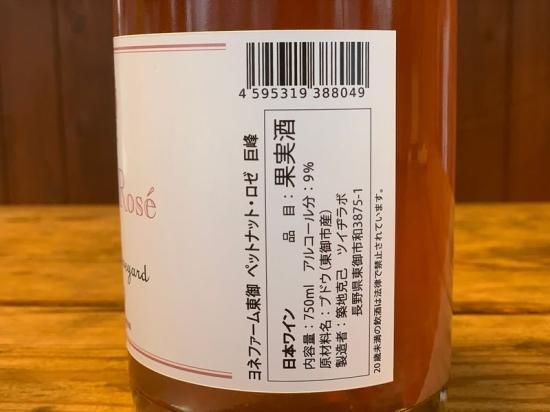 Rosé
4 595319 388049
ヨネファーム東御 ペットナット・ロゼ 巨峰
品 目：果実酒
日本ワイン
内容量：750ml アルコール分：9％
原材料名：ブドウ（東御市産）
製造者：築地克己 ツイヂラボ
長野県東御市和3875-1
20歳未満の飲酒は法律で禁止されています。